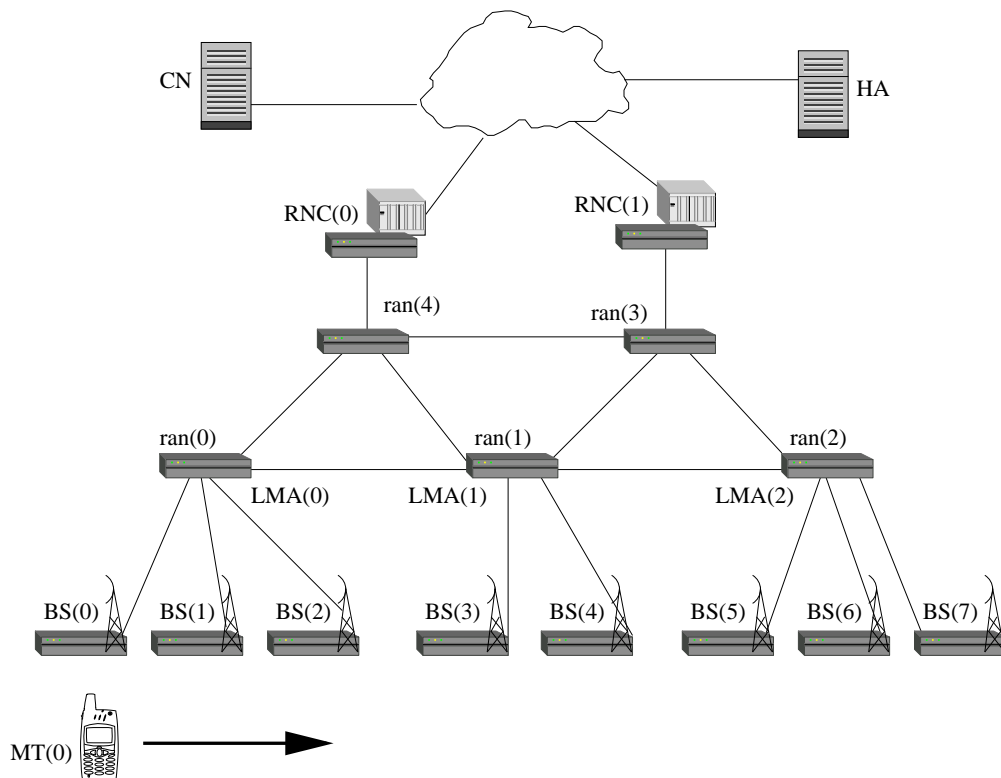 CN
HA
RNC(0)
RNC(1)
ran(4)
ran(3)
ran(0)
ran(1)
ran(2)
LMA(0)
LMA(1)
LMA(2)
BS(0)
BS(1)
BS(2)
BS(3)
BS(4)
BS(5)
BS(6)
BS(7)
MT(0)